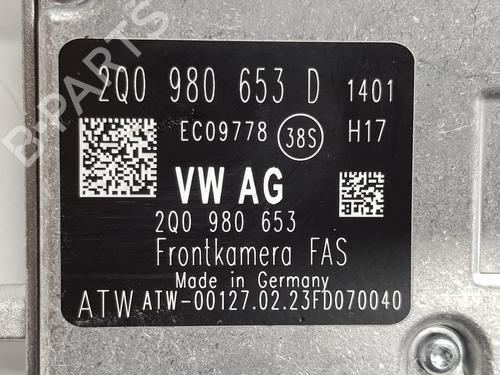 2Q0 980 653 D 1401
EC09778 38S H17
VW AG
2Q0 980 653
Frontkamera FAS
Made in Germany
ATW ATW-00127.02.23FD070040
B-PARTS